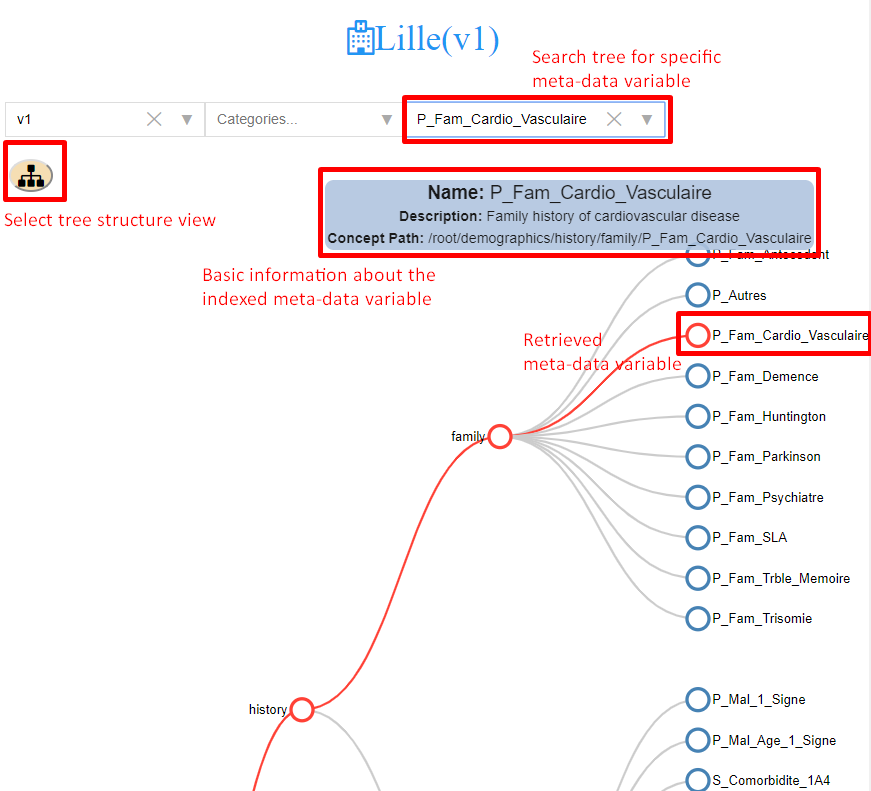 Lille(v1)
Search tree for specific
meta-data variable
v1
Categories...
P_Fam_Cardio_Vasculaire
Select tree structure view
Name: P_Fam_Cardio_Vasculaire
Description: Family history of cardiovascular disease
Concept Path: /root/demographics/history/family/P_Fam_Cardio_Vasculaire
Basic information about the
indexed meta-data variable
P_Fam_Antecedent
P_Autres
Retrieved
meta-data variable
P_Fam_Cardio_Vasculaire
P_Fam_Demence
P_Fam_Huntington
family
P_Fam_Parkinson
P_Fam_Psychiatre
P_Fam_SLA
P_Fam_Trble_Memoire
P_Fam_Trisomie
history
P_Mal_1_Signe
P_Mal_Age_1_Signe
S_Comorbidite_1A4